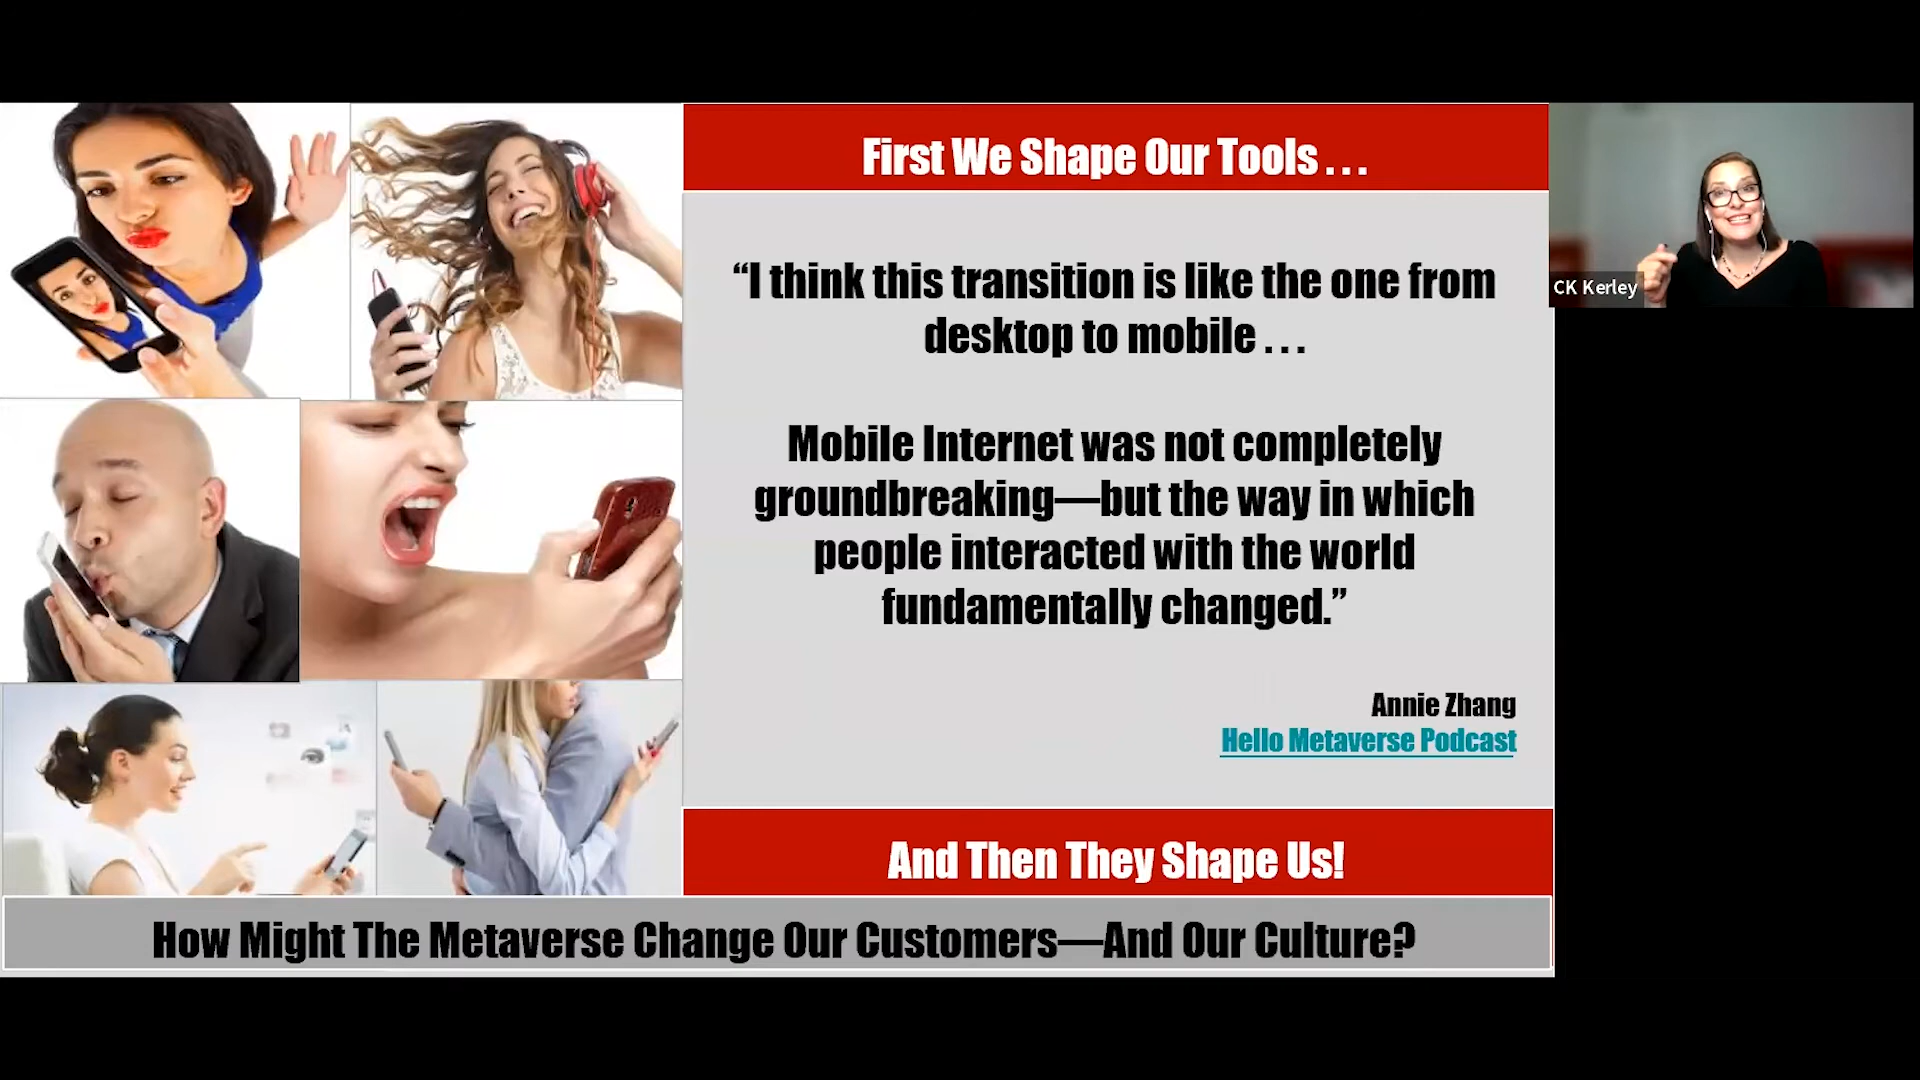 First We Shape Our Tools . . .
“I think this transition is like the one from
desktop to mobile . . .
Mobile Internet was not completely
groundbreaking—but the way in which
people interacted with the world
fundamentally changed.”
Annie Zhang
Hello Metaverse Podcast
And Then They Shape Us!
How Might The Metaverse Change Our Customers—And Our Culture?
CK Kerley